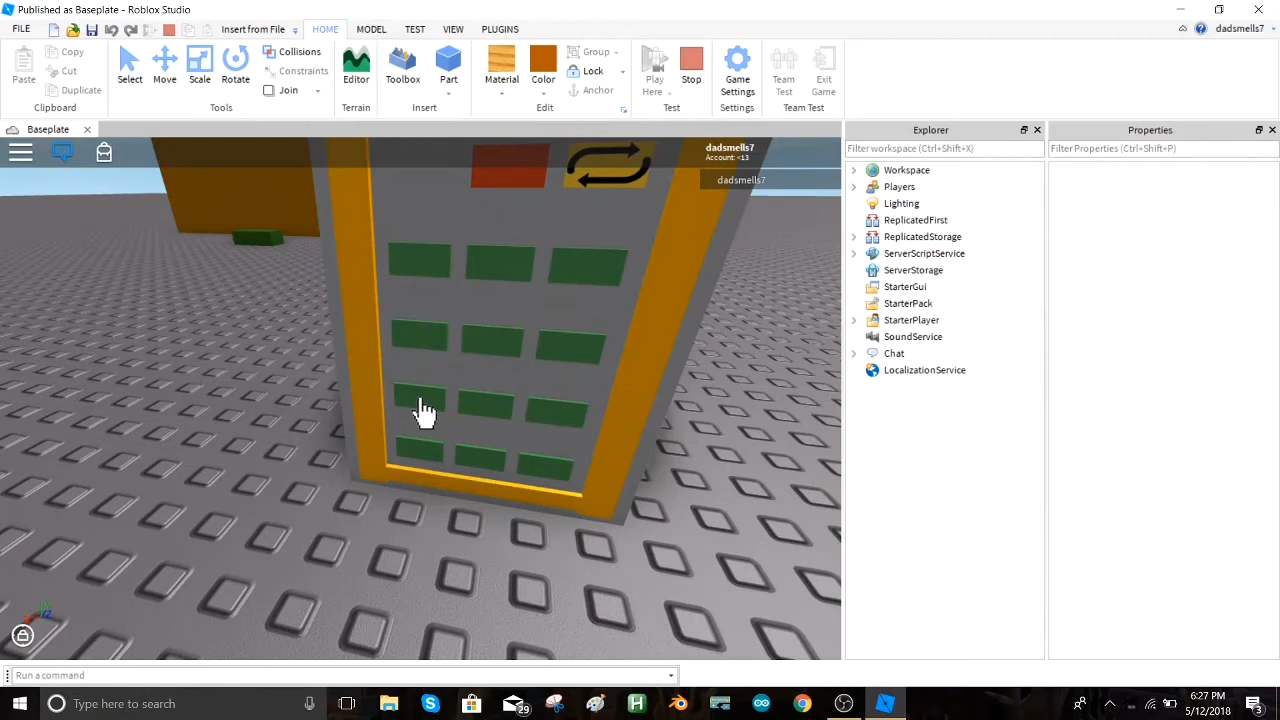 Published as Baseplate - Roblox Studio
FILE Insert from File HOME MODEL TEST VIEW PLUGINS dadsmells7
Paste Copy Cut Duplicate Select Move Scale Rotate Collisions Constraints Join Editor Toolbox Part Material Color Group Lock Anchor Play Here Stop Game Settings Team Test Exit Game
Clipboard Tools Terrain Insert Edit Test Settings Team Test
Baseplate Explorer Properties
Filter workspace (Ctrl+Shift+X) Filter Properties (Ctrl+Shift+P)
dadsmells7
Account: <13
dadsmells7
Workspace
Players
Lighting
ReplicatedFirst
ReplicatedStorage
ServerScriptService
ServerStorage
StarterGui
StarterPack
StarterPlayer
SoundService
Chat
LocalizationService
Run a command
Type here to search 29 6:27 PM
5/12/2018 3